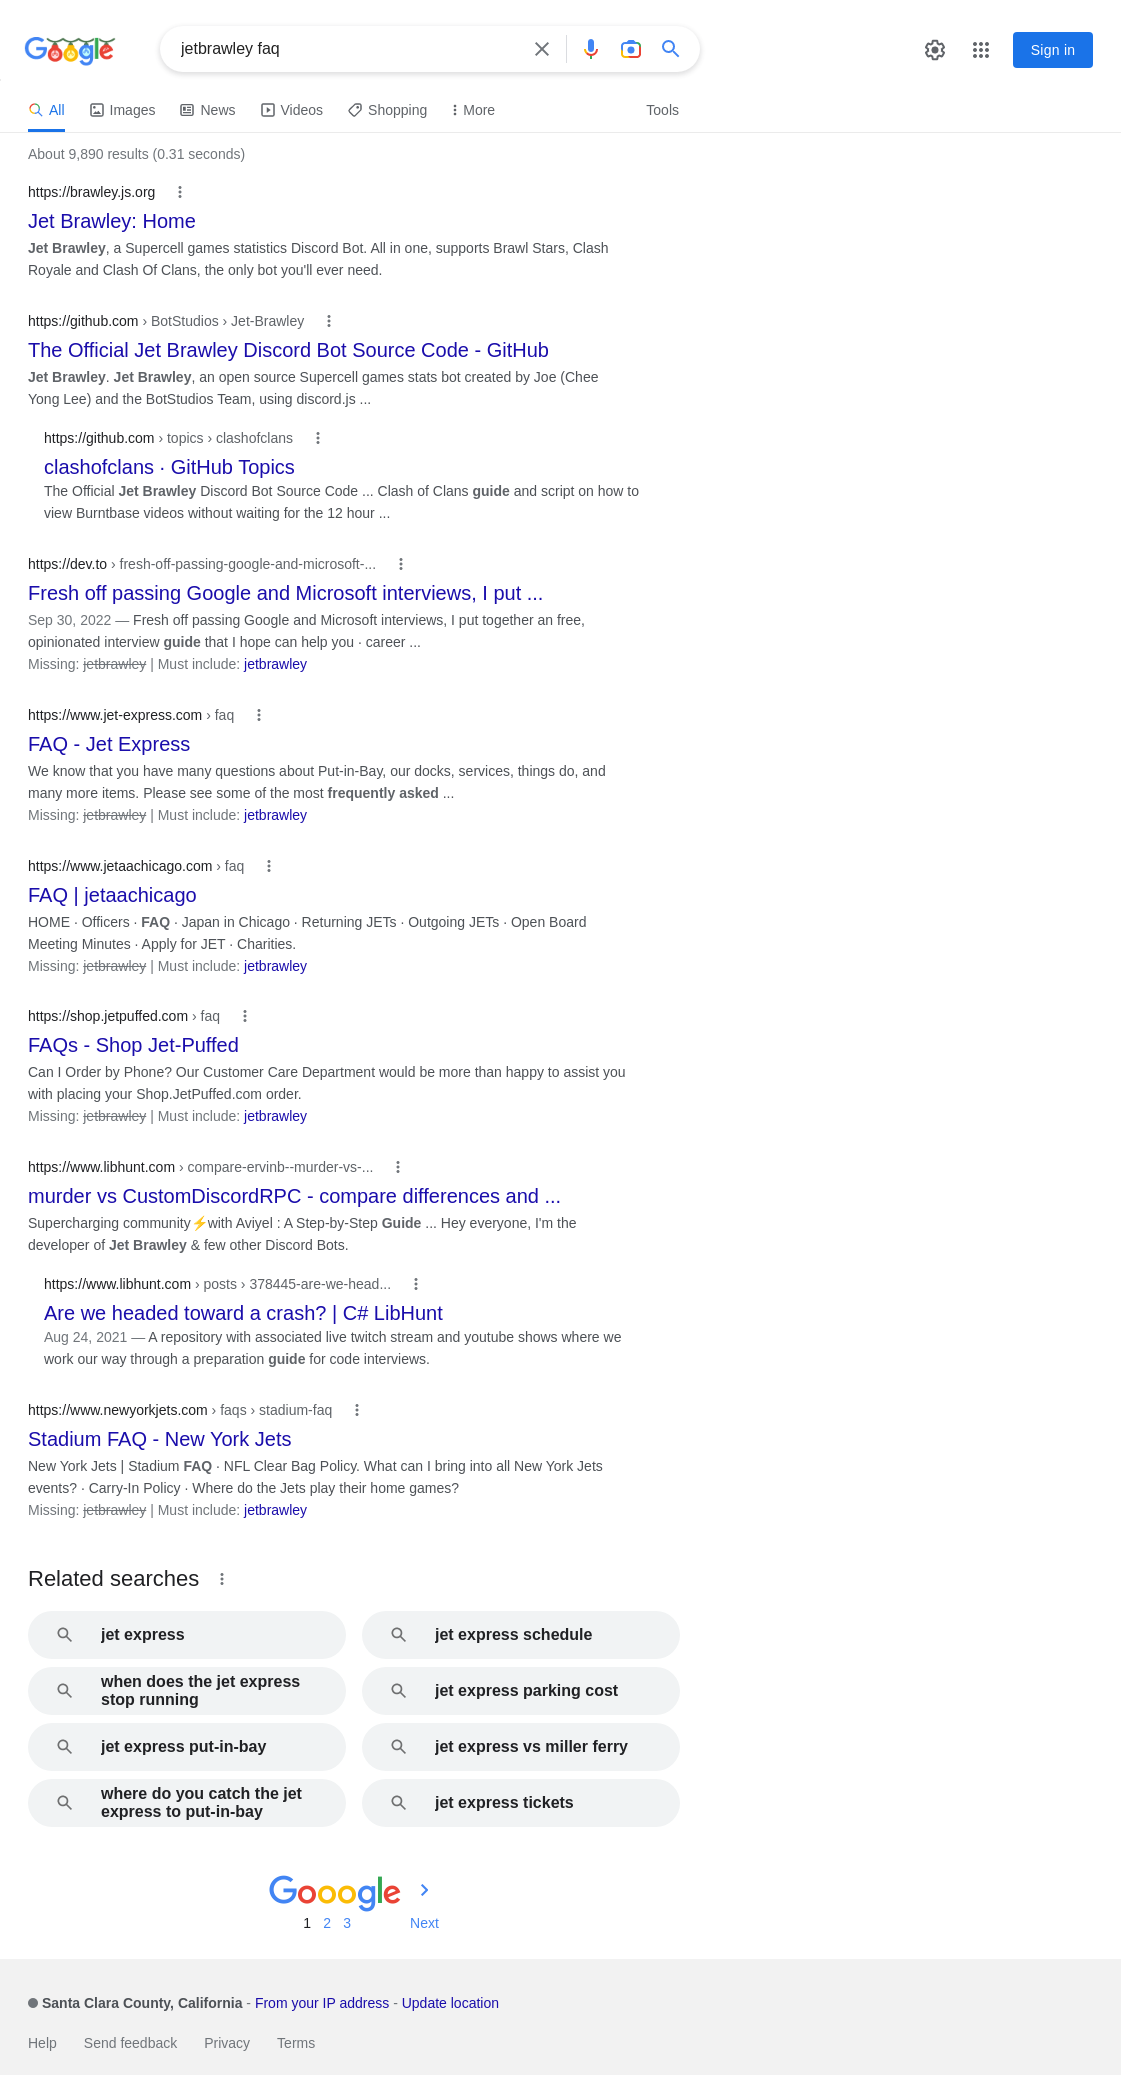 Google
jetbrawley faq
Sign in
All
Images
News
Videos
Shopping
More
Tools
About 9,890 results (0.31 seconds)
https://brawley.js.org
Jet Brawley: Home
Jet Brawley, a Supercell games statistics Discord Bot. All in one, supports Brawl Stars, Clash
Royale and Clash Of Clans, the only bot you'll ever need.
https://github.com › BotStudios › Jet-Brawley
The Official Jet Brawley Discord Bot Source Code - GitHub
Jet Brawley. Jet Brawley, an open source Supercell games stats bot created by Joe (Chee
Yong Lee) and the BotStudios Team, using discord.js ...
https://github.com › topics › clashofclans
clashofclans · GitHub Topics
The Official Jet Brawley Discord Bot Source Code ... Clash of Clans guide and script on how to
view Burntbase videos without waiting for the 12 hour ...
https://dev.to › fresh-off-passing-google-and-microsoft-...
Fresh off passing Google and Microsoft interviews, I put ...
Sep 30, 2022 — Fresh off passing Google and Microsoft interviews, I put together an free,
opinionated interview guide that I hope can help you · career ...
Missing: jetbrawley | Must include: jetbrawley
https://www.jet-express.com › faq
FAQ - Jet Express
We know that you have many questions about Put-in-Bay, our docks, services, things do, and
many more items. Please see some of the most frequently asked ...
Missing: jetbrawley | Must include: jetbrawley
https://www.jetaachicago.com › faq
FAQ | jetaachicago
HOME · Officers · FAQ · Japan in Chicago · Returning JETs · Outgoing JETs · Open Board
Meeting Minutes · Apply for JET · Charities.
Missing: jetbrawley | Must include: jetbrawley
https://shop.jetpuffed.com › faq
FAQs - Shop Jet-Puffed
Can I Order by Phone? Our Customer Care Department would be more than happy to assist you
with placing your Shop.JetPuffed.com order.
Missing: jetbrawley | Must include: jetbrawley
https://www.libhunt.com › compare-ervinb--murder-vs-...
murder vs CustomDiscordRPC - compare differences and ...
Supercharging community⚡with Aviyel : A Step-by-Step Guide ... Hey everyone, I'm the
developer of Jet Brawley & few other Discord Bots.
https://www.libhunt.com › posts › 378445-are-we-head...
Are we headed toward a crash? | C# LibHunt
Aug 24, 2021 — A repository with associated live twitch stream and youtube shows where we
work our way through a preparation guide for code interviews.
https://www.newyorkjets.com › faqs › stadium-faq
Stadium FAQ - New York Jets
New York Jets | Stadium FAQ · NFL Clear Bag Policy. What can I bring into all New York Jets
events? · Carry-In Policy · Where do the Jets play their home games?
Missing: jetbrawley | Must include: jetbrawley
Related searches
jet express
jet express schedule
when does the jet express
stop running
jet express parking cost
jet express put-in-bay
jet express vs miller ferry
where do you catch the jet
express to put-in-bay
jet express tickets
Gooogle
1 2 3 Next
Santa Clara County, California - From your IP address - Update location
Help Send feedback Privacy Terms